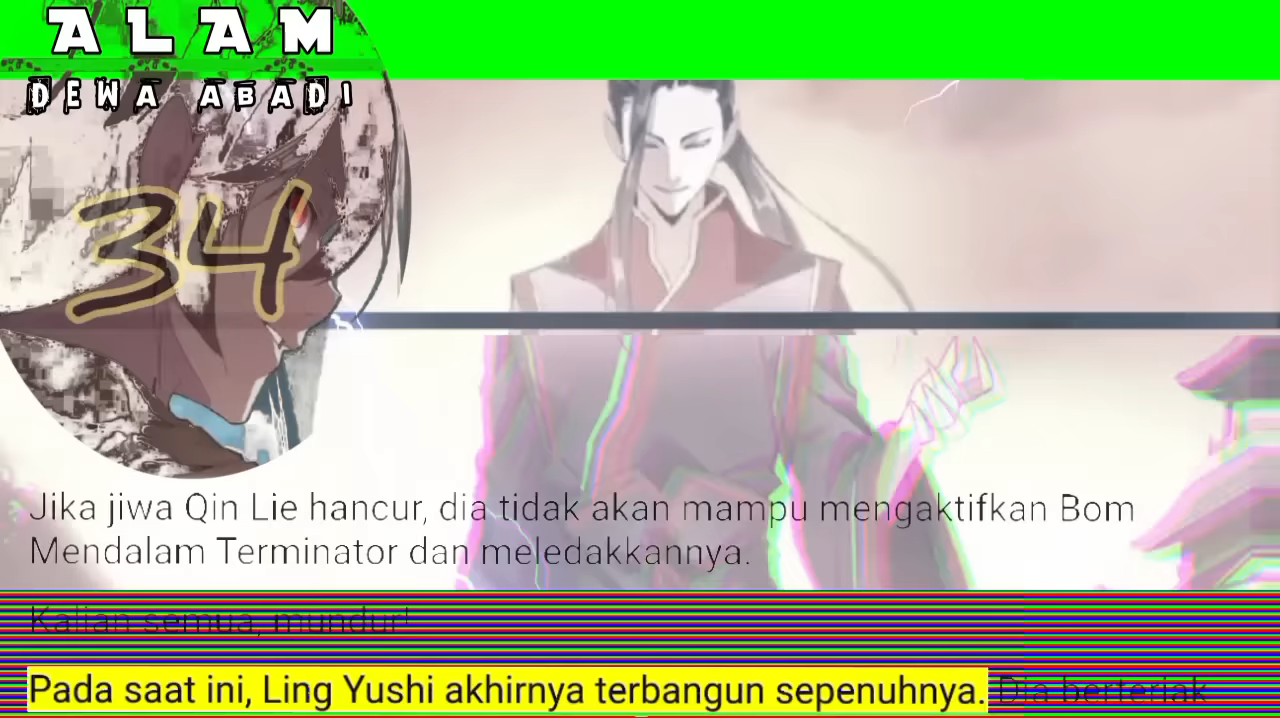 ALAM
DEWA ABADI
34
Jika jiwa Qin Lie hancur, dia tidak akan mampu mengaktifkan Bom
Mendalam Terminator dan meledakkannya.
Kalian semua, mundur!
Pada saat ini, Ling Yushi akhirnya terbangun sepenuhnya. Dia berteriak